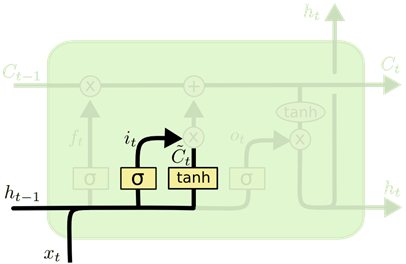 h_t
C_{t-1} × + C_t
tanh
f_t i_t × o_t ×
C̃_t
σ σ tanh σ
h_{t-1} h_t
x_t